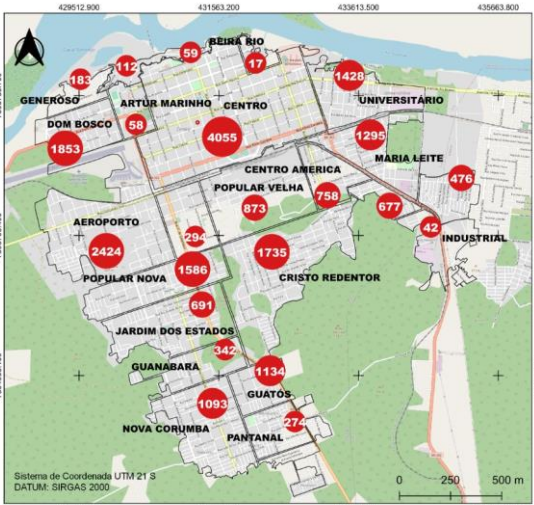 429512.900 431563.200 433613.500 435663.800
BEIRA RIO
59
17
112
183
1428
GENEROSO
ARTUR MARINHO
CENTRO
UNIVERSITÁRIO
DOM BOSCO
58
4055
1295
1853
MARIA LEITE
CENTRO AMERICA
476
POPULAR VELHA
758
873
677
AEROPORTO
42
294
INDUSTRIAL
2424
1735
1586
POPULAR NOVA
CRISTO REDENTOR
691
JARDIM DOS ESTADOS
342
GUANABARA
1134
GUATÓS
1093
274
NOVA CORUMBA
PANTANAL
Sistema de Coordenada UTM 21 S
DATUM: SIRGAS 2000
0 250 500 m